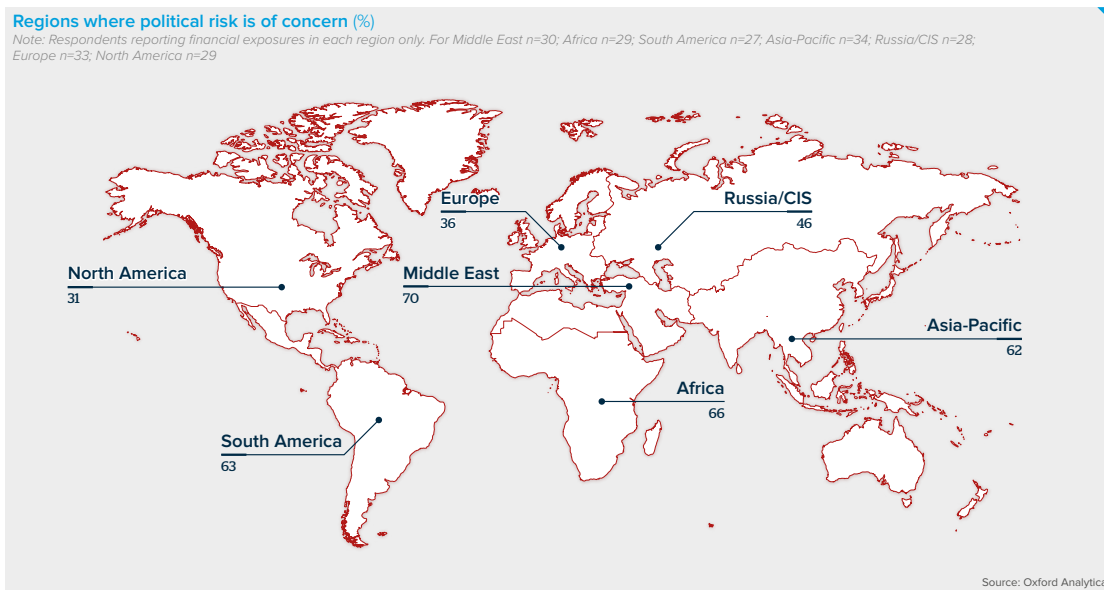 Regions where political risk is of concern (%)
Note: Respondents reporting financial exposures in each region only. For Middle East n=30; Africa n=29; South America n=27; Asia-Pacific n=34; Russia/CIS n=28;
Europe n=33; North America n=29
Europe
36
Russia/CIS
46
North America
31
Middle East
70
Asia-Pacific
62
Africa
66
South America
63
Source: Oxford Analytica